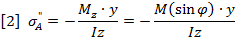 [2] σ"_A = −(M_z · y)/(Iz) = −(M(sin φ) · y)/(Iz)